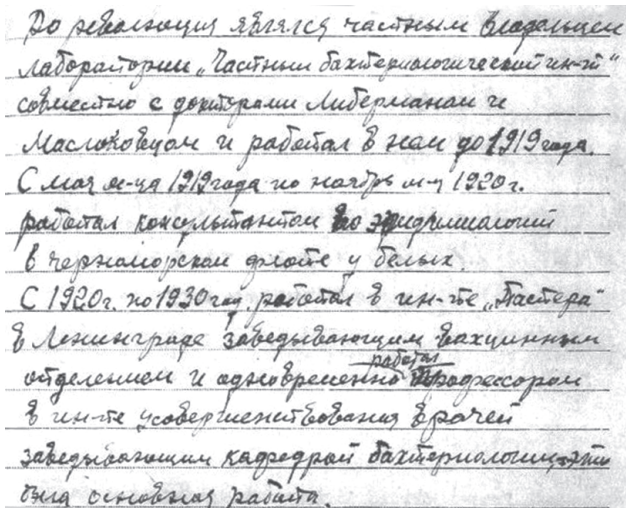 До революции являлся частным владельцем
лаборатории „Частный бактериологический ин-т"
совместно с докторами Либерманом и
Маслоковцом и работал в нем до 1919 года.
С мая м-ца 1919 года по ноябрь м-ц 1920 г.
работал консультантом по эпидемиологии
в черноморском флоте у белых.
С 1920 г. по 1930 год работал в ин-те „Пастера"
в Ленинграде заведывающим вакцинным
отделением и одновременно работал профессором
в ин-те усовершенствования врачей
заведывающим кафедрой бактериологии, это
была основная работа.